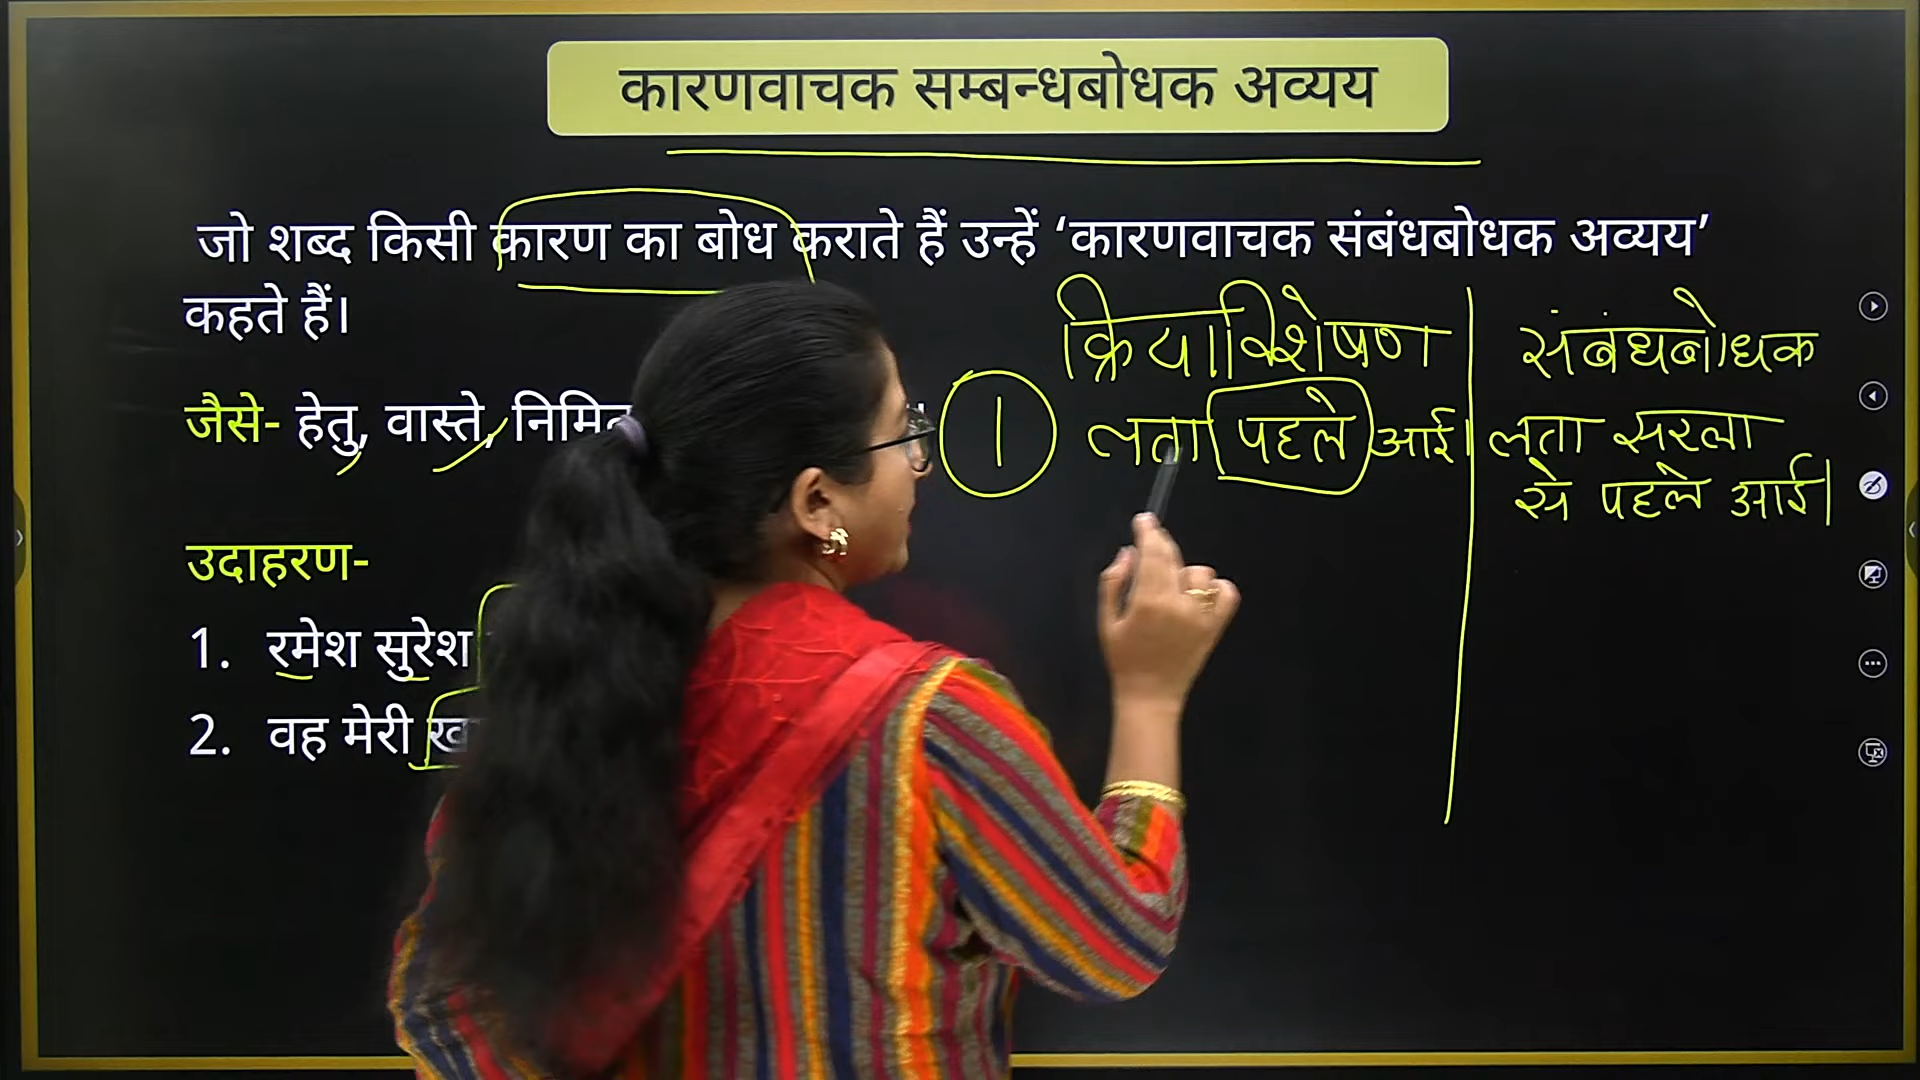 कारणवाचक सम्बन्धबोधक अव्यय
जो शब्द किसी कारण का बोध कराते हैं उन्हें ‘कारणवाचक संबंधबोधक अव्यय’
कहते हैं।
क्रियाविशेषण | संबंधबोधक
जैसे- हेतु, वास्ते,
1 लता पहले आई। लता सरला
से पहले आई।
उदाहरण-
1. रमेश सुरेश
2. वह मेरी